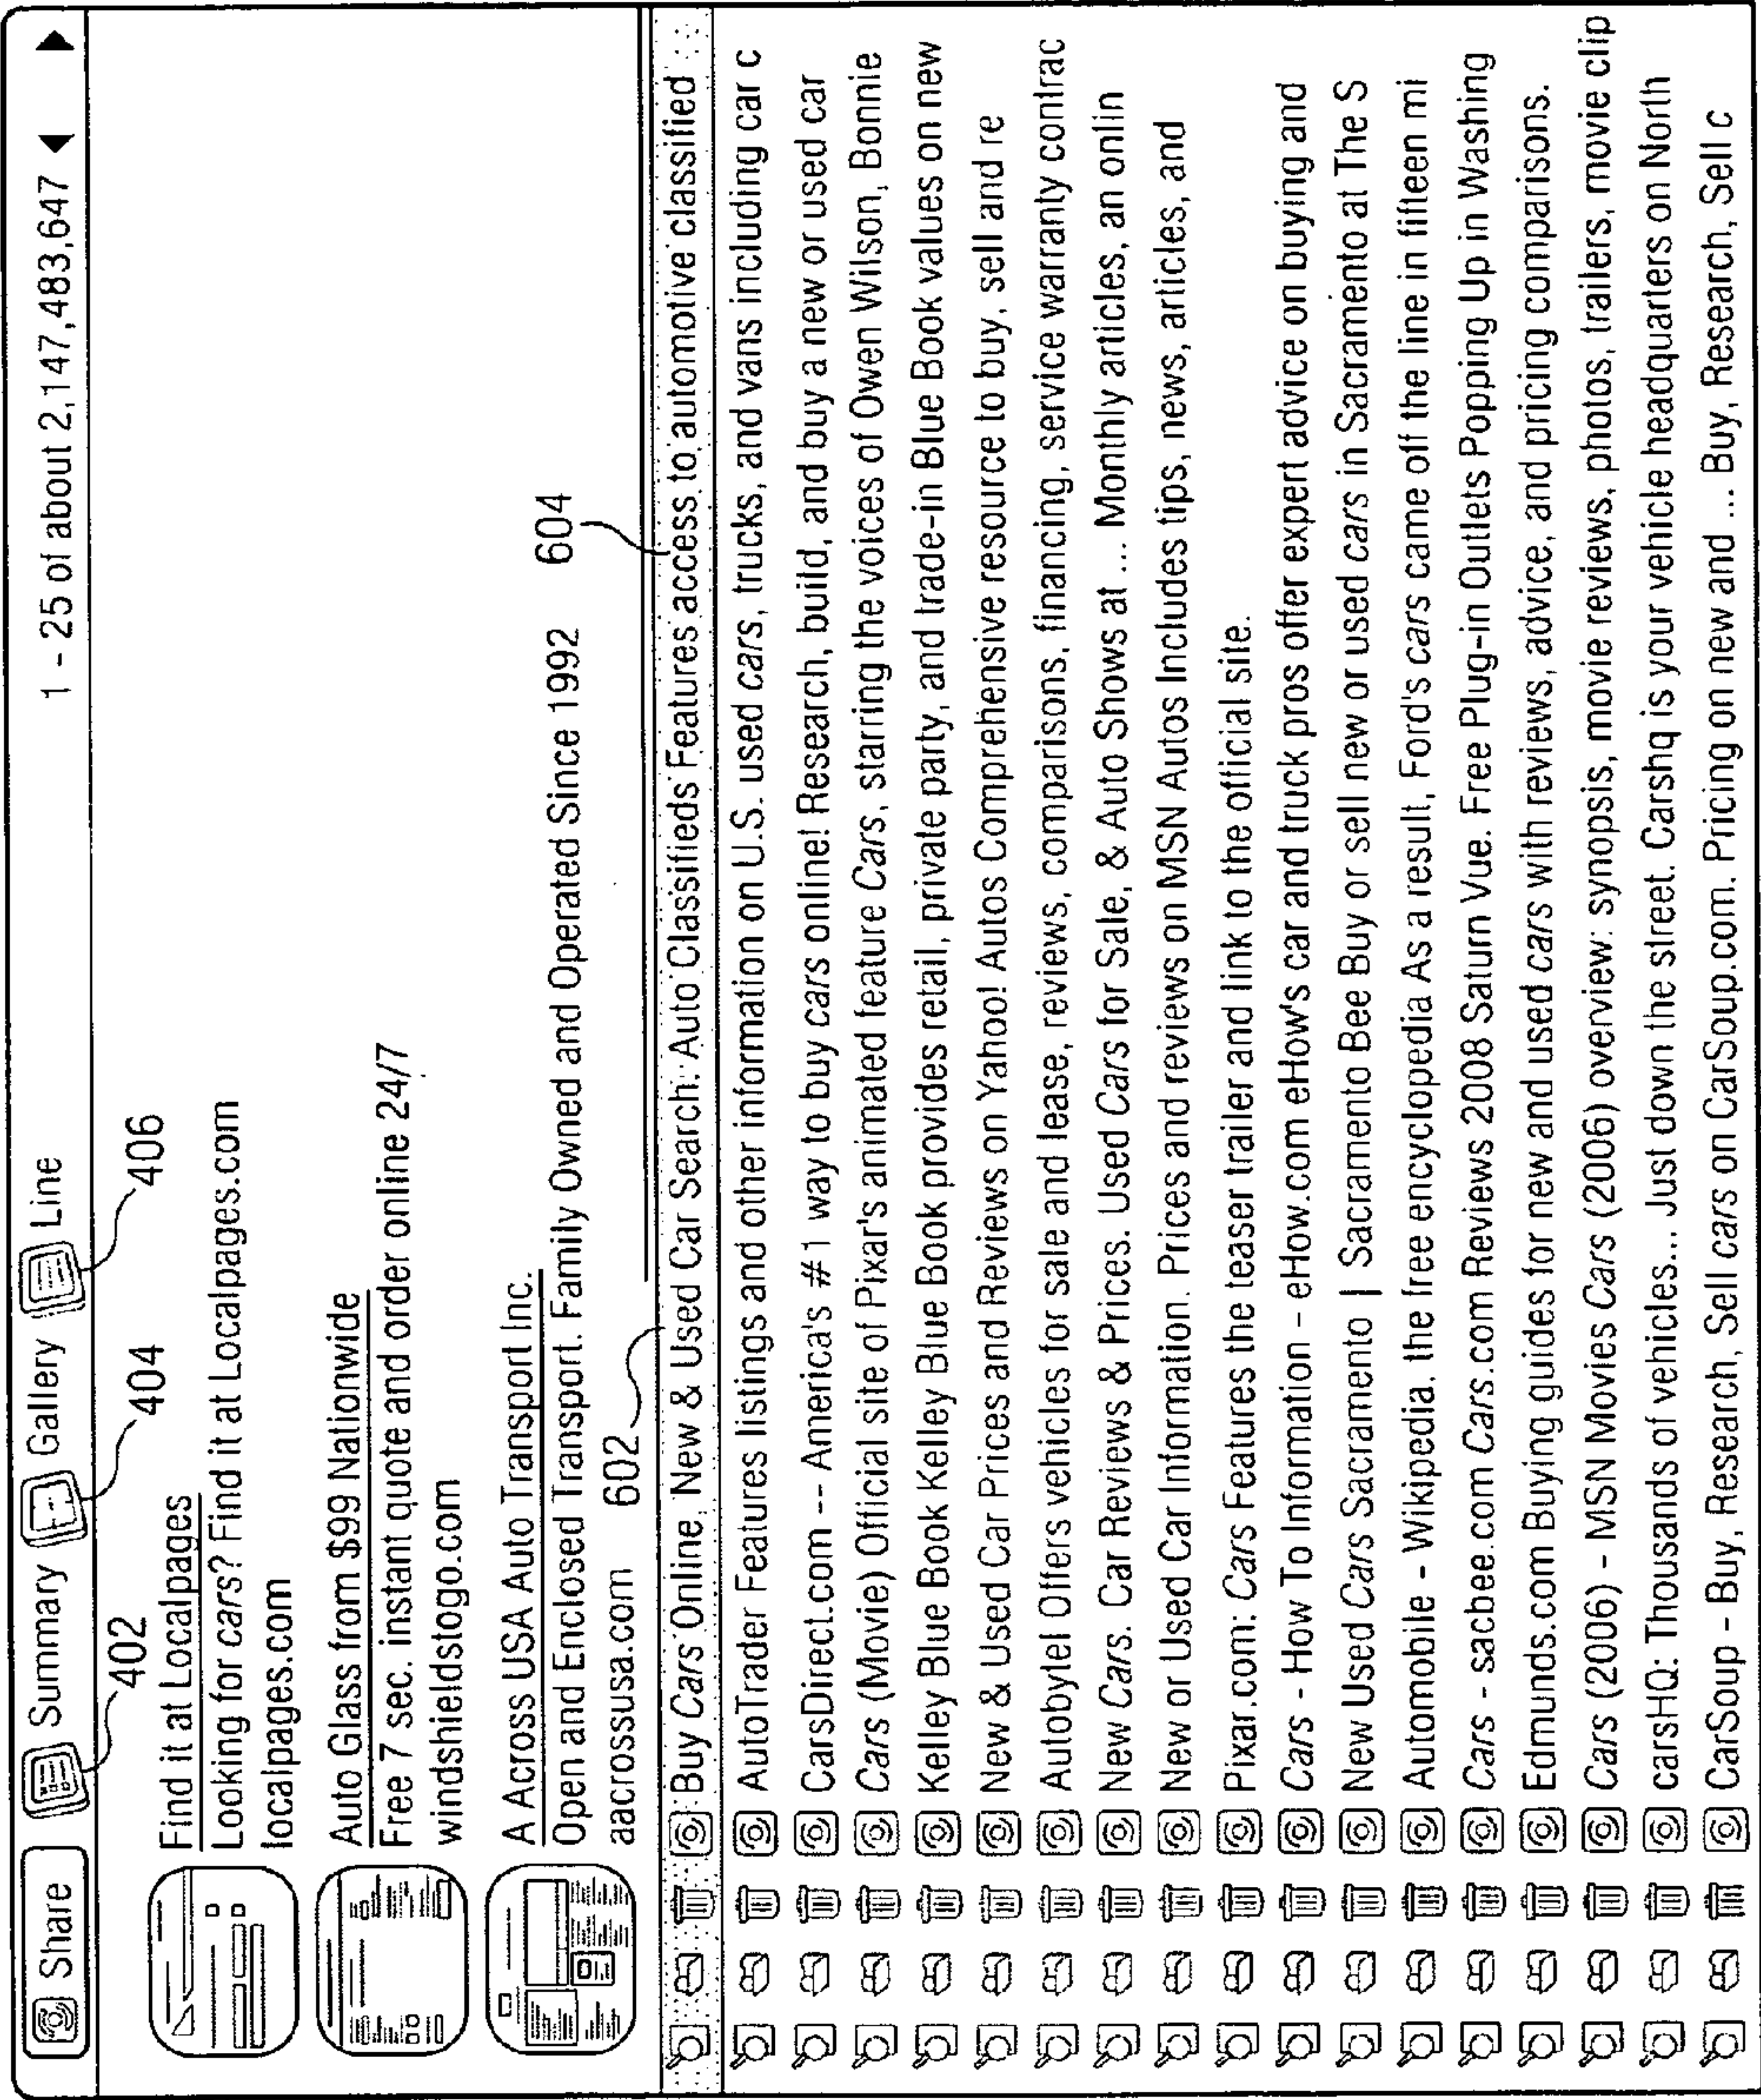 Share Summary Gallery Line 1 - 25 of about 2,147,483,647
402 404 406
Find it at Localpages
Looking for cars? Find it at Localpages.com
localpages.com
Auto Glass from $99 Nationwide
Free 7 sec. instant quote and order online 24/7
windshieldstogo.com
A Across USA Auto Transport Inc.
Open and Enclosed Transport. Family Owned and Operated Since 1992
aacrossusa.com 602 604
Buy Cars Online, New & Used Car Search: Auto Classifieds Features access to automotive classified
AutoTrader Features listings and other information on U.S. used cars, trucks, and vans including car c
CarsDirect.com -- America's #1 way to buy cars online! Research, build, and buy a new or used car
Cars (Movie) Official site of Pixar's animated feature Cars, starring the voices of Owen Wilson, Bonnie
Kelley Blue Book Kelley Blue Book provides retail, private party, and trade-in Blue Book values on new
New & Used Car Prices and Reviews on Yahoo! Autos Comprehensive resource to buy, sell and re
Autobytel Offers vehicles for sale and lease, reviews, comparisons, financing, service warranty contrac
New Cars. Car Reviews & Prices. Used Cars for Sale, & Auto Shows at ... Monthly articles, an onlin
New or Used Car Information. Prices and reviews on MSN Autos Includes tips, news, articles, and
Pixar.com: Cars Features the teaser trailer and link to the official site.
Cars - How To Information - eHow.com eHow's car and truck pros offer expert advice on buying and
New Used Cars Sacramento | Sacramento Bee Buy or sell new or used cars in Sacramento at The S
Automobile - Wikipedia, the free encyclopedia As a result, Ford's cars came off the line in fifteen mi
Cars - sacbee.com Cars.com Reviews 2008 Saturn Vue. Free Plug-in Outlets Popping Up in Washing
Edmunds.com Buying guides for new and used cars with reviews, advice, and pricing comparisons.
Cars (2006) - MSN Movies Cars (2006) overview: synopsis, movie reviews, photos, trailers, movie clip
carsHQ: Thousands of vehicles... Just down the street. Carshq is your vehicle headquarters on North
CarSoup - Buy, Research, Sell cars on CarSoup.com. Pricing on new and ... Buy, Research, Sell c